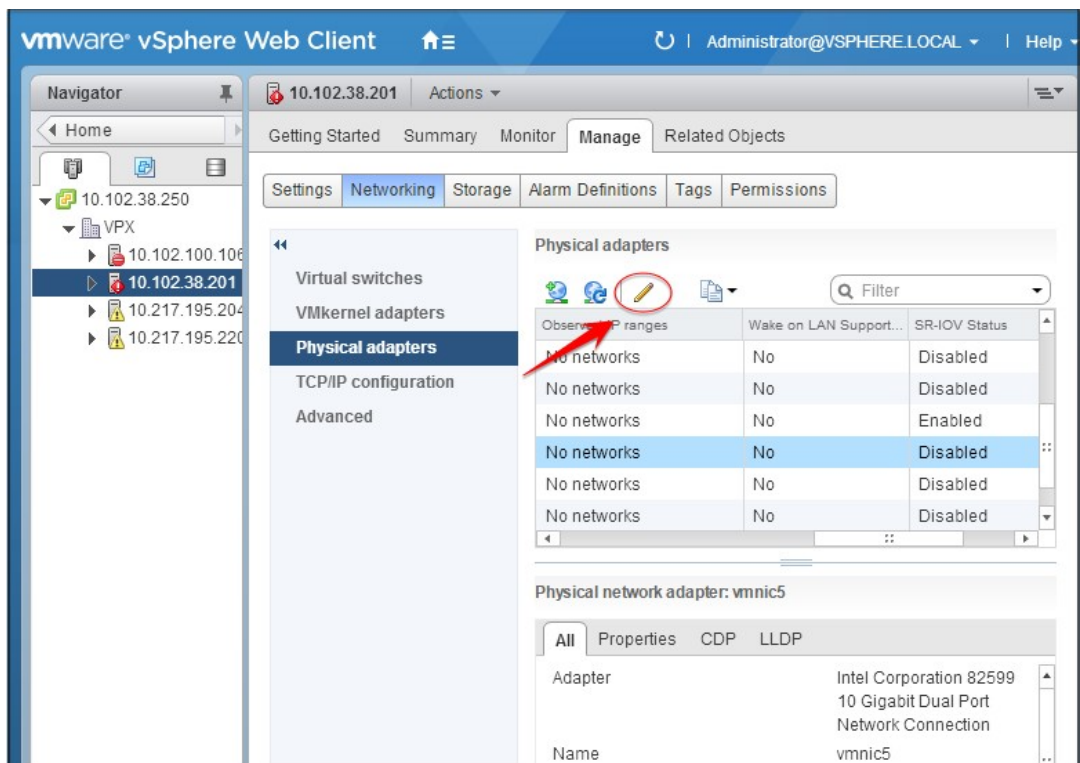 vmware® vSphere Web Client Administrator@VSPHERE.LOCAL Help
Navigator
Home
10.102.38.250
VPX
10.102.100.106
10.102.38.201
10.217.195.204
10.217.195.220
10.102.38.201 Actions
Getting Started Summary Monitor Manage Related Objects
Settings Networking Storage Alarm Definitions Tags Permissions
Virtual switches
VMkernel adapters
Physical adapters
TCP/IP configuration
Advanced
Physical adapters
Filter
ranges Wake on LAN Support... SR-IOV Status
No networks No Disabled
No networks No Disabled
No networks No Enabled
No networks No Disabled
No networks No Disabled
No networks No Disabled
Physical network adapter: vmnic5
All Properties CDP LLDP
Adapter Intel Corporation 82599
10 Gigabit Dual Port
Network Connection
Name vmnic5